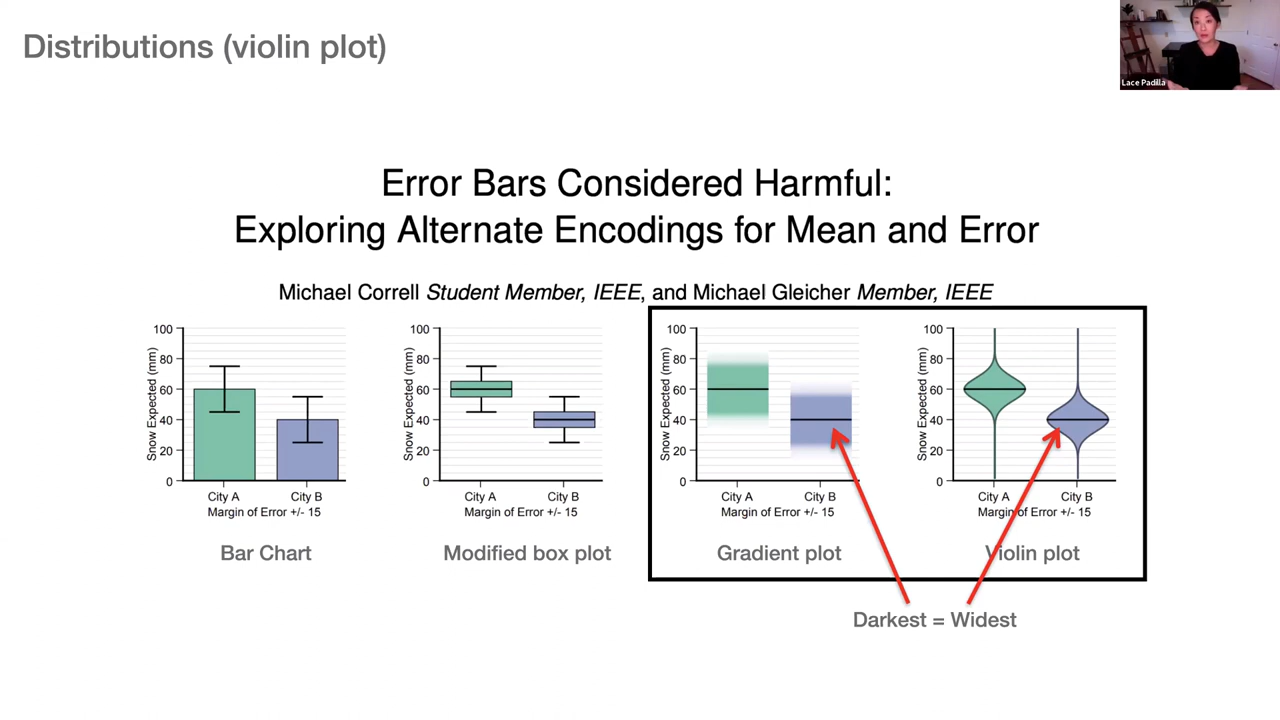 Distributions (violin plot)
Lace Padilla
Error Bars Considered Harmful:
Exploring Alternate Encodings for Mean and Error
Michael Correll Student Member, IEEE, and Michael Gleicher Member, IEEE
Snow Expected (mm)
100
80
60
40
20
0
City A
City B
Margin of Error +/- 15
Bar Chart
Snow Expected (mm)
100
80
60
40
20
0
City A
City B
Margin of Error +/- 15
Modified box plot
Snow Expected (mm)
100
80
60
40
20
0
City A
City B
Margin of Error +/- 15
Gradient plot
Snow Expected (mm)
100
80
60
40
20
0
City A
City B
Margin of Error +/- 15
Violin plot
Darkest = Widest